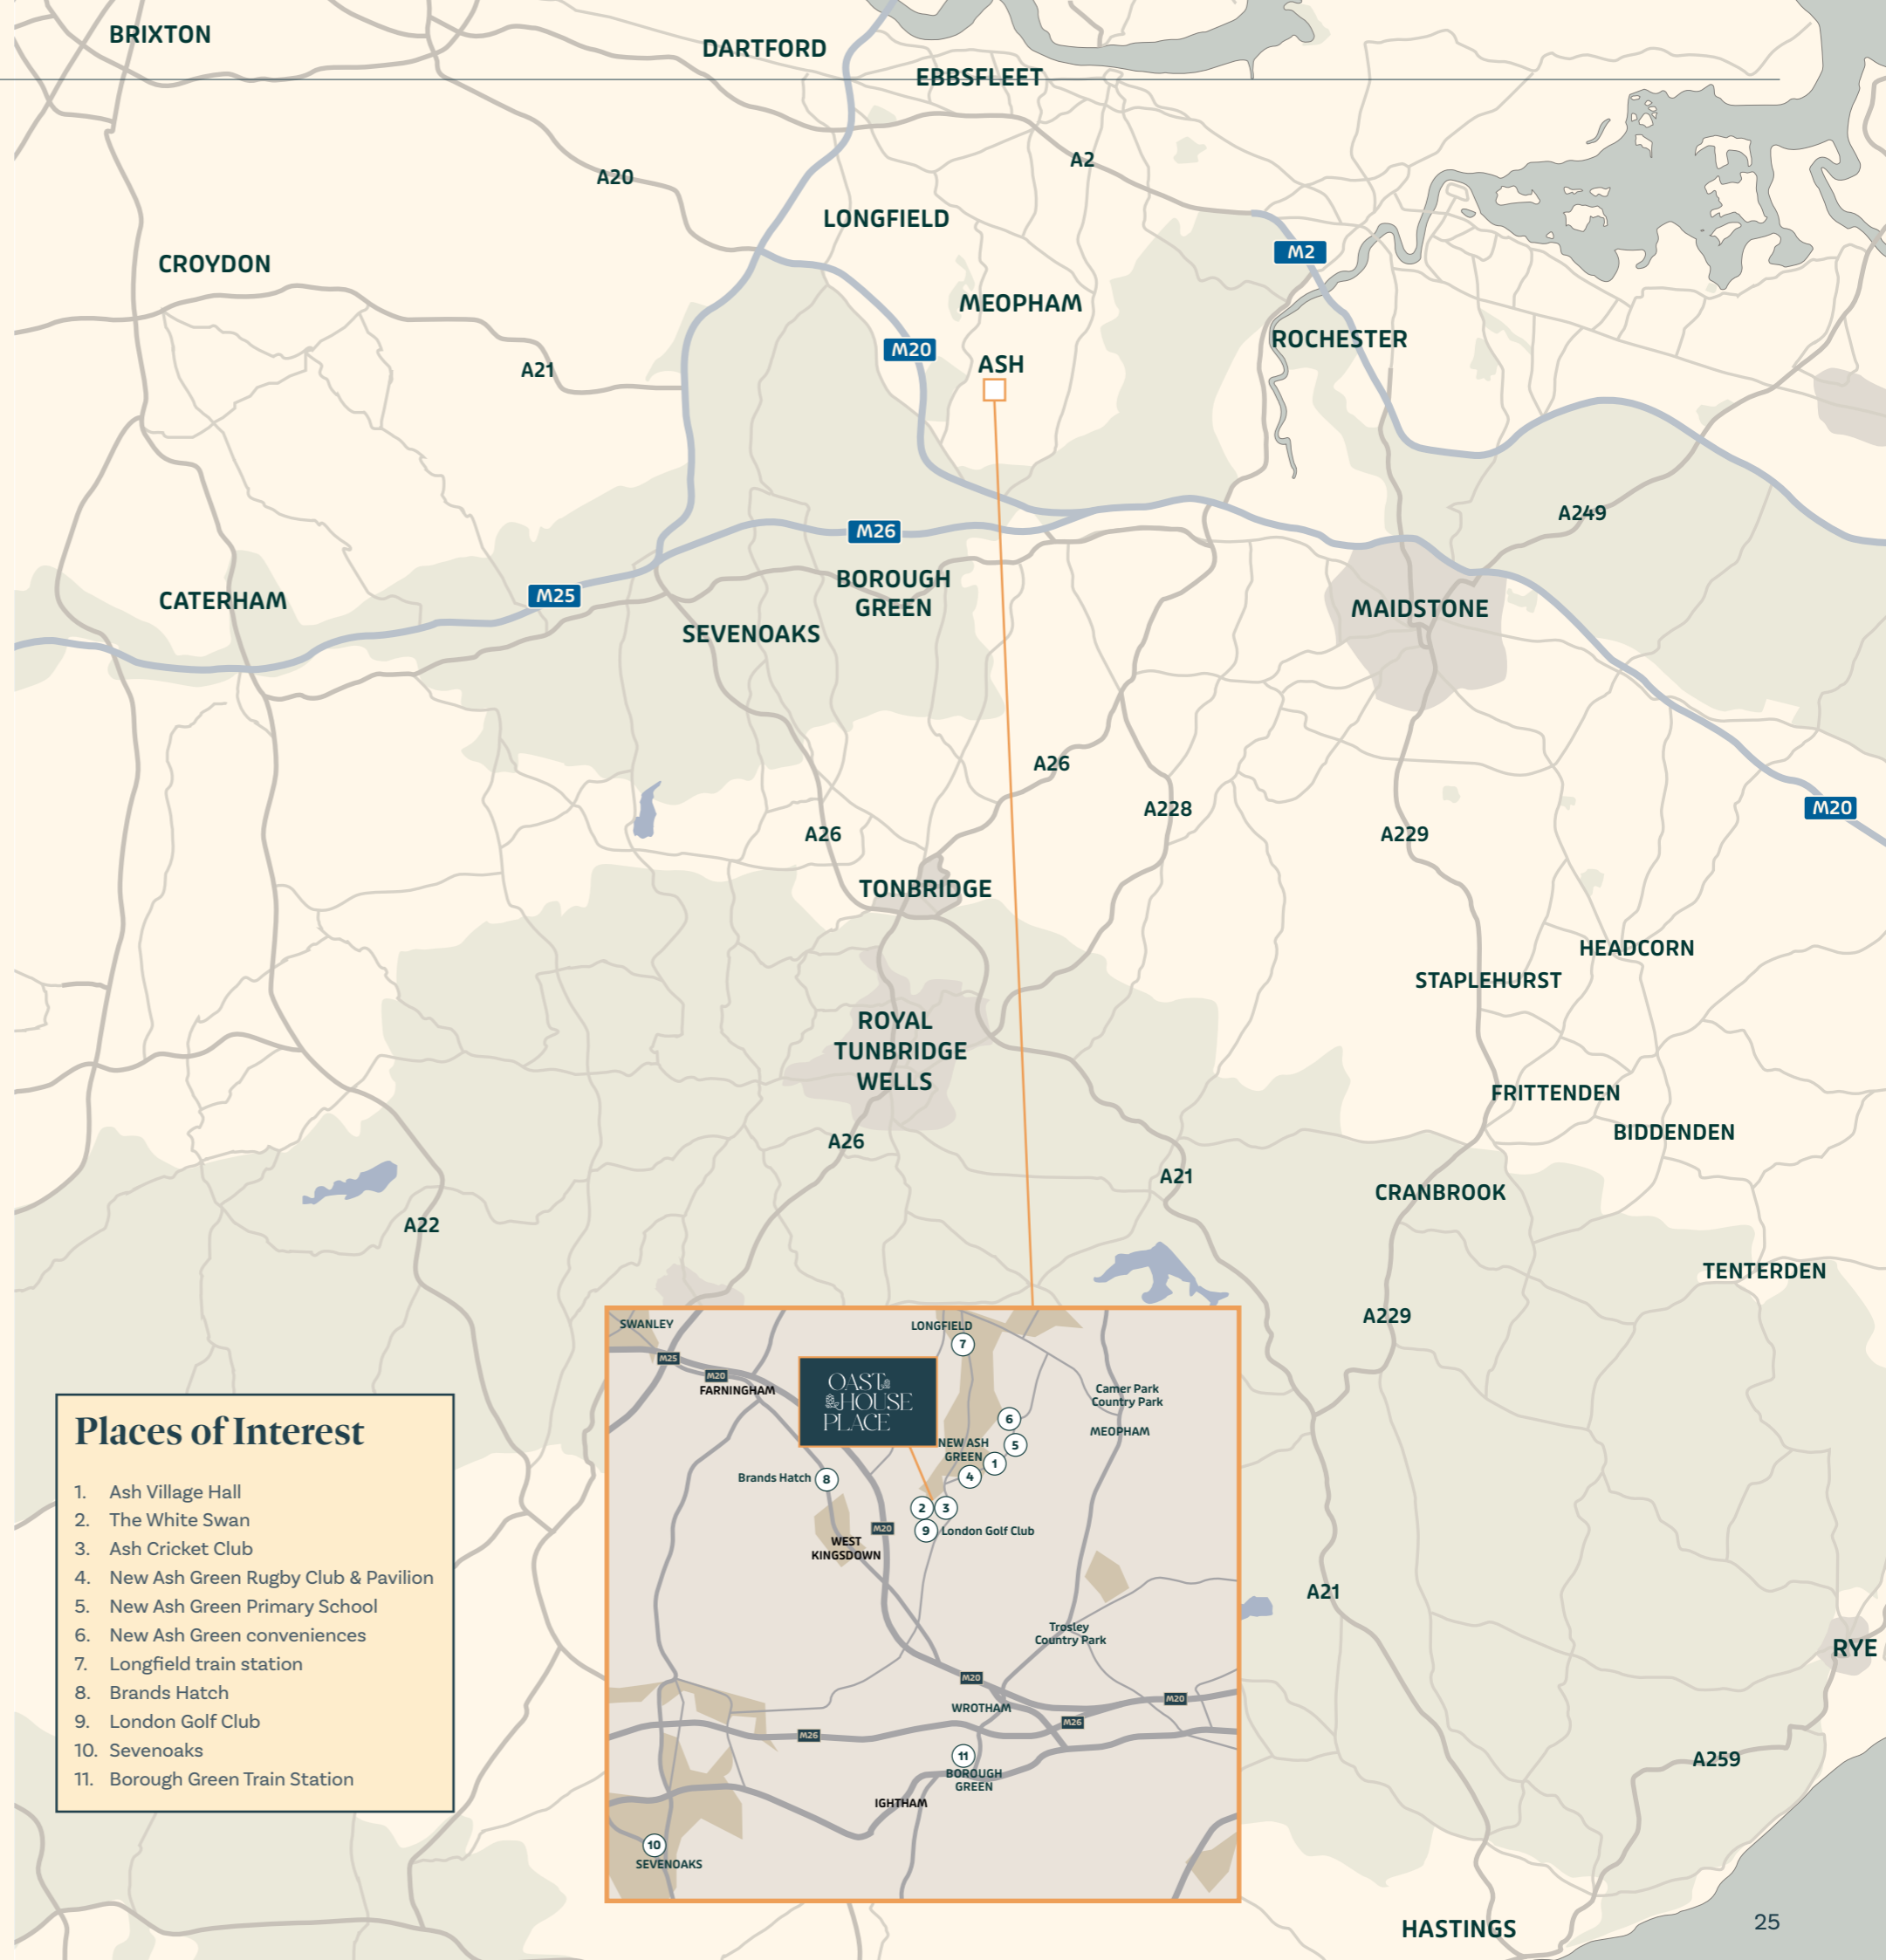 BRIXTON
DARTFORD
EBBSFLEET
A2
A20
LONGFIELD
M2
CROYDON
MEOPHAM
ROCHESTER
M20
ASH
A21
A249
M26
BOROUGH
GREEN
M25
CATERHAM
MAIDSTONE
SEVENOAKS
A26
A228
M20
A26
A229
TONBRIDGE
HEADCORN
STAPLEHURST
ROYAL
TUNBRIDGE
WELLS
FRITTENDEN
BIDDENDEN
A26
A21
CRANBROOK
A22
TENTERDEN
A229
A21
RYE
A259
HASTINGS
Places of Interest
1. Ash Village Hall
2. The White Swan
3. Ash Cricket Club
4. New Ash Green Rugby Club & Pavilion
5. New Ash Green Primary School
6. New Ash Green conveniences
7. Longfield train station
8. Brands Hatch
9. London Golf Club
10. Sevenoaks
11. Borough Green Train Station
SWANLEY
LONGFIELD
7
M25
M20
FARNINGHAM
OAST
HOUSE
PLACE
Camer Park
Country Park
6
MEOPHAM
NEW ASH
GREEN
5
1
4
Brands Hatch
8
2
3
M20
9
London Golf Club
WEST
KINGSDOWN
Trosley
Country Park
M20
M20
WROTHAM
M26
M26
11
BOROUGH
GREEN
IGHTHAM
10
SEVENOAKS
25